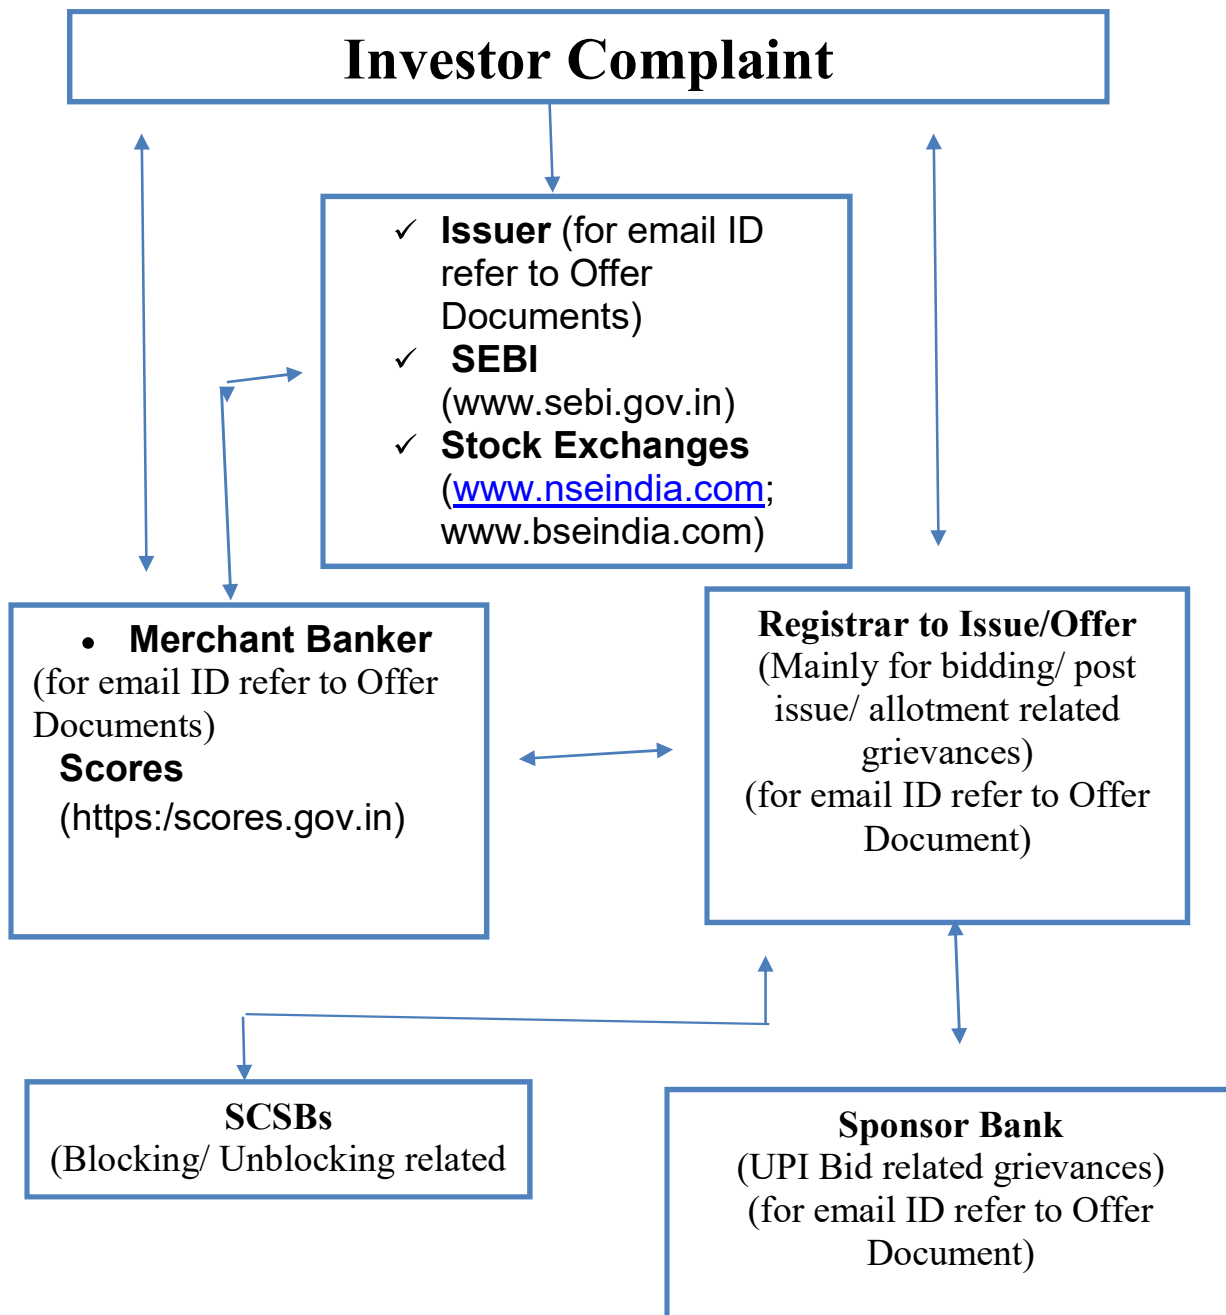 Investor Complaint
✓ Issuer (for email ID
refer to Offer
Documents)
✓ SEBI
(www.sebi.gov.in)
✓ Stock Exchanges
(www.nseindia.com;
www.bseindia.com)
• Merchant Banker
(for email ID refer to Offer
Documents)
Scores
(https:/scores.gov.in)
Registrar to Issue/Offer
(Mainly for bidding/ post
issue/ allotment related
grievances)
(for email ID refer to Offer
Document)
SCSBs
(Blocking/ Unblocking related
Sponsor Bank
(UPI Bid related grievances)
(for email ID refer to Offer
Document)